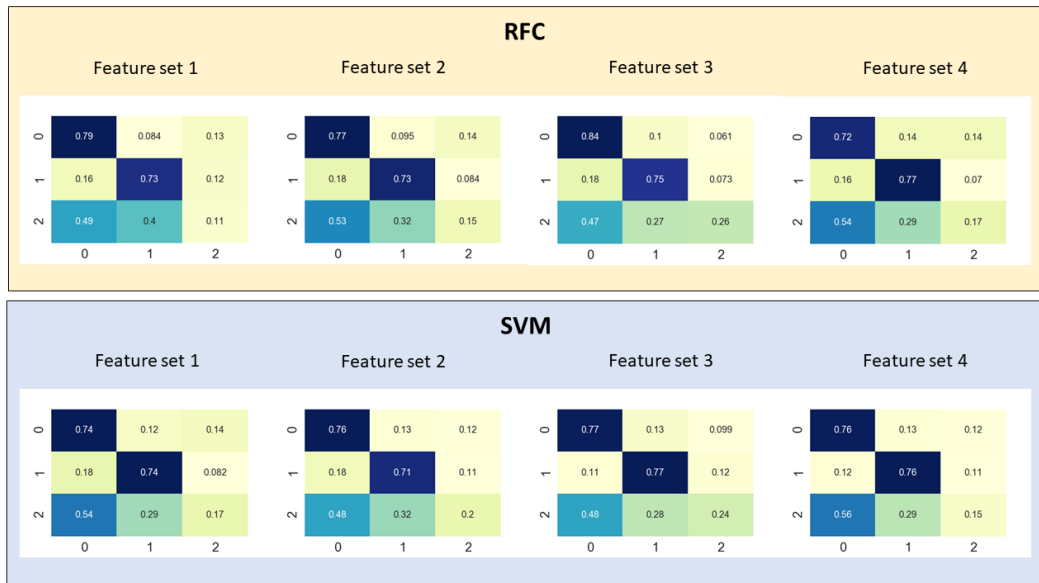 RFC
Feature set 1 Feature set 2 Feature set 3 Feature set 4
0 0.79 0.084 0.13 0 0.77 0.095 0.14 0 0.84 0.1 0.061 0 0.72 0.14 0.14
1 0.16 0.73 0.12 1 0.18 0.73 0.084 1 0.18 0.75 0.073 1 0.16 0.77 0.07
2 0.49 0.4 0.11 2 0.53 0.32 0.15 2 0.47 0.27 0.26 2 0.54 0.29 0.17
0 1 2 0 1 2 0 1 2 0 1 2
SVM
Feature set 1 Feature set 2 Feature set 3 Feature set 4
0 0.74 0.12 0.14 0 0.76 0.13 0.12 0 0.77 0.13 0.099 0 0.76 0.13 0.12
1 0.18 0.74 0.082 1 0.18 0.71 0.11 1 0.11 0.77 0.12 1 0.12 0.76 0.11
2 0.54 0.29 0.17 2 0.48 0.32 0.2 2 0.48 0.28 0.24 2 0.56 0.29 0.15
0 1 2 0 1 2 0 1 2 0 1 2